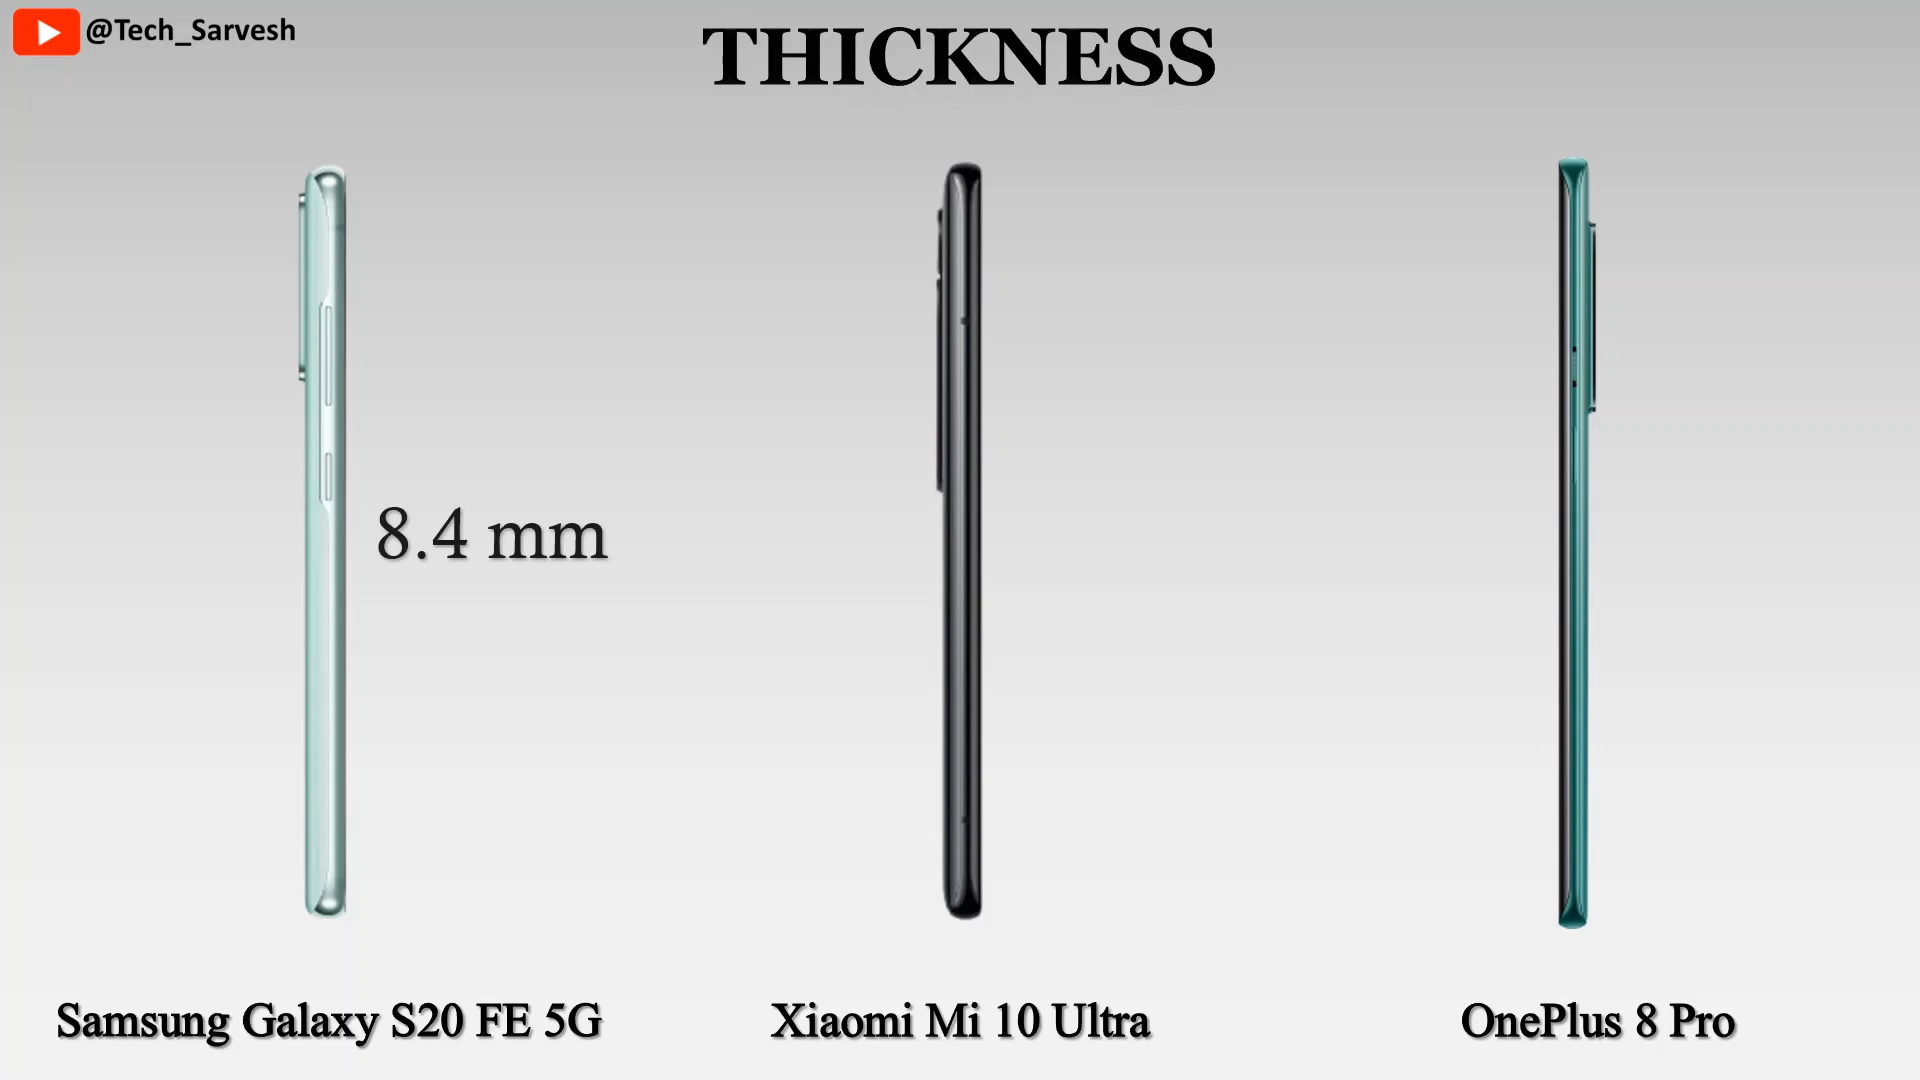 @Tech_Sarvesh
THICKNESS
8.4 mm
Samsung Galaxy S20 FE 5G
Xiaomi Mi 10 Ultra
OnePlus 8 Pro